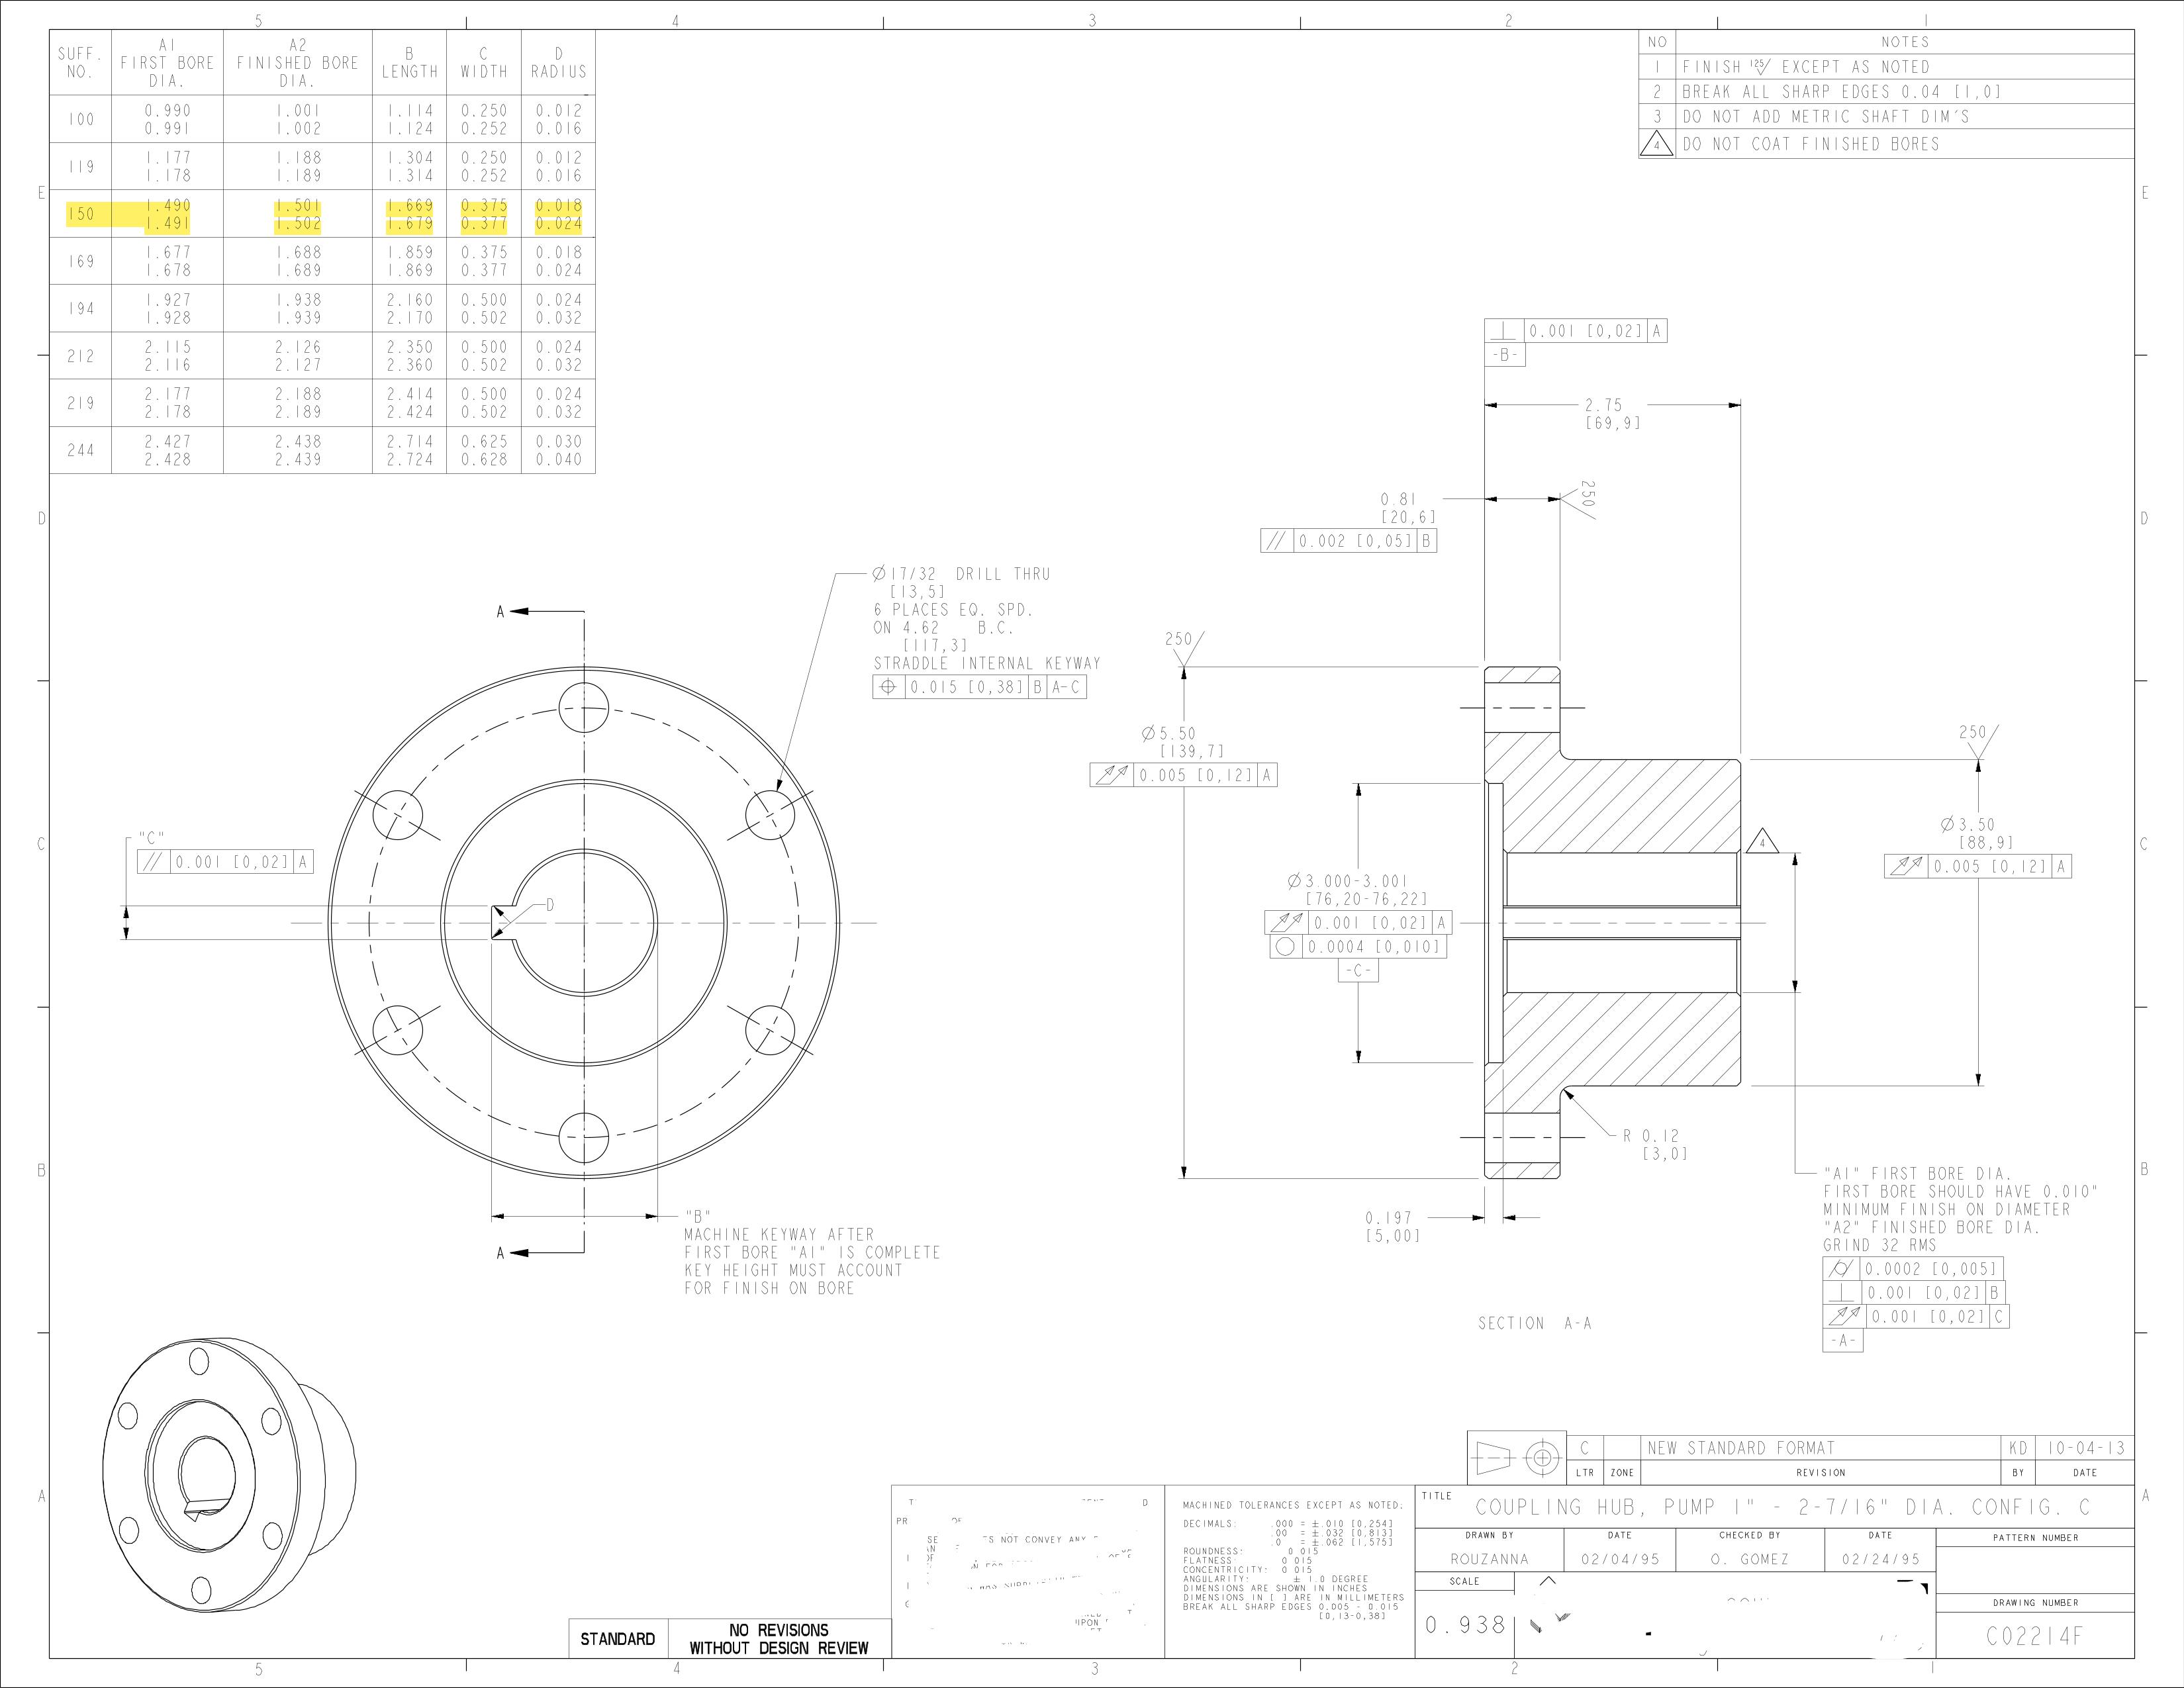 5 4 3 2 1
SUFF. NO. A1 FIRST BORE DIA. A2 FINISHED BORE DIA. B LENGTH C WIDTH D RADIUS
100 0.990 0.991 1.001 1.002 1.114 1.124 0.250 0.252 0.012 0.016
119 1.177 1.178 1.188 1.189 1.304 1.314 0.250 0.252 0.012 0.016
150 1.490 1.491 1.501 1.502 1.669 1.679 0.375 0.377 0.018 0.024
169 1.677 1.678 1.688 1.689 1.859 1.869 0.375 0.377 0.018 0.024
194 1.927 1.928 1.938 1.939 2.160 2.170 0.500 0.502 0.024 0.032
212 2.115 2.116 2.126 2.127 2.350 2.360 0.500 0.502 0.024 0.032
219 2.177 2.178 2.188 2.189 2.414 2.424 0.500 0.502 0.024 0.032
244 2.427 2.428 2.438 2.439 2.714 2.724 0.625 0.628 0.030 0.040
NO NOTES
1 FINISH 125 EXCEPT AS NOTED
2 BREAK ALL SHARP EDGES 0.04 [1,0]
3 DO NOT ADD METRIC SHAFT DIM'S
4 DO NOT COAT FINISHED BORES
E E
D D
C C
B B
A A
⊥ 0.001 [0,02] A
-B-
2.75
[69,9]
0.81
[20,6]
250
// 0.002 [0,05] B
Ø17/32 DRILL THRU
[13,5]
6 PLACES EQ. SPD.
ON 4.62 B.C.
[117,3]
STRADDLE INTERNAL KEYWAY
⌖ 0.015 [0,38] B A-C
A
"C"
// 0.001 [0,02] A
D
"B"
MACHINE KEYWAY AFTER
FIRST BORE "A1" IS COMPLETE
KEY HEIGHT MUST ACCOUNT
FOR FINISH ON BORE
A
250
Ø5.50
[139,7]
0.005 [0,12] A
Ø3.000-3.001
[76,20-76,22]
0.001 [0,02] A
○ 0.0004 [0,010]
-C-
250
4
Ø3.50
[88,9]
0.005 [0,12] A
R 0.12
[3,0]
0.197
[5,00]
"A1" FIRST BORE DIA.
FIRST BORE SHOULD HAVE 0.010"
MINIMUM FINISH ON DIAMETER
"A2" FINISHED BORE DIA.
GRIND 32 RMS
0.0002 [0,005]
⊥ 0.001 [0,02] B
0.001 [0,02] C
-A-
SECTION A-A
C NEW STANDARD FORMAT KD 10-04-13
LTR ZONE REVISION BY DATE
STANDARD
NO REVISIONS
WITHOUT DESIGN REVIEW
NOT CONVEY ANY
MACHINED TOLERANCES EXCEPT AS NOTED.
DECIMALS: .000 = ±.010 [0,254]
.00 = ±.032 [0,813]
.0 = ±.062 [1,575]
ROUNDNESS: 0.015
FLATNESS: 0.015
CONCENTRICITY: 0.015
ANGULARITY: ± 1.0 DEGREE
DIMENSIONS ARE SHOWN IN INCHES
DIMENSIONS IN [ ] ARE IN MILLIMETERS
BREAK ALL SHARP EDGES 0.005 - 0.015
[0,13-0,38]
TITLE COUPLING HUB, PUMP 1" - 2-7/16" DIA. CONFIG. C
DRAWN BY DATE CHECKED BY DATE PATTERN NUMBER
ROUZANNA 02/04/95 O. GOMEZ 02/24/95
SCALE
0.938
DRAWING NUMBER
C02214F
5 4 3 2 1